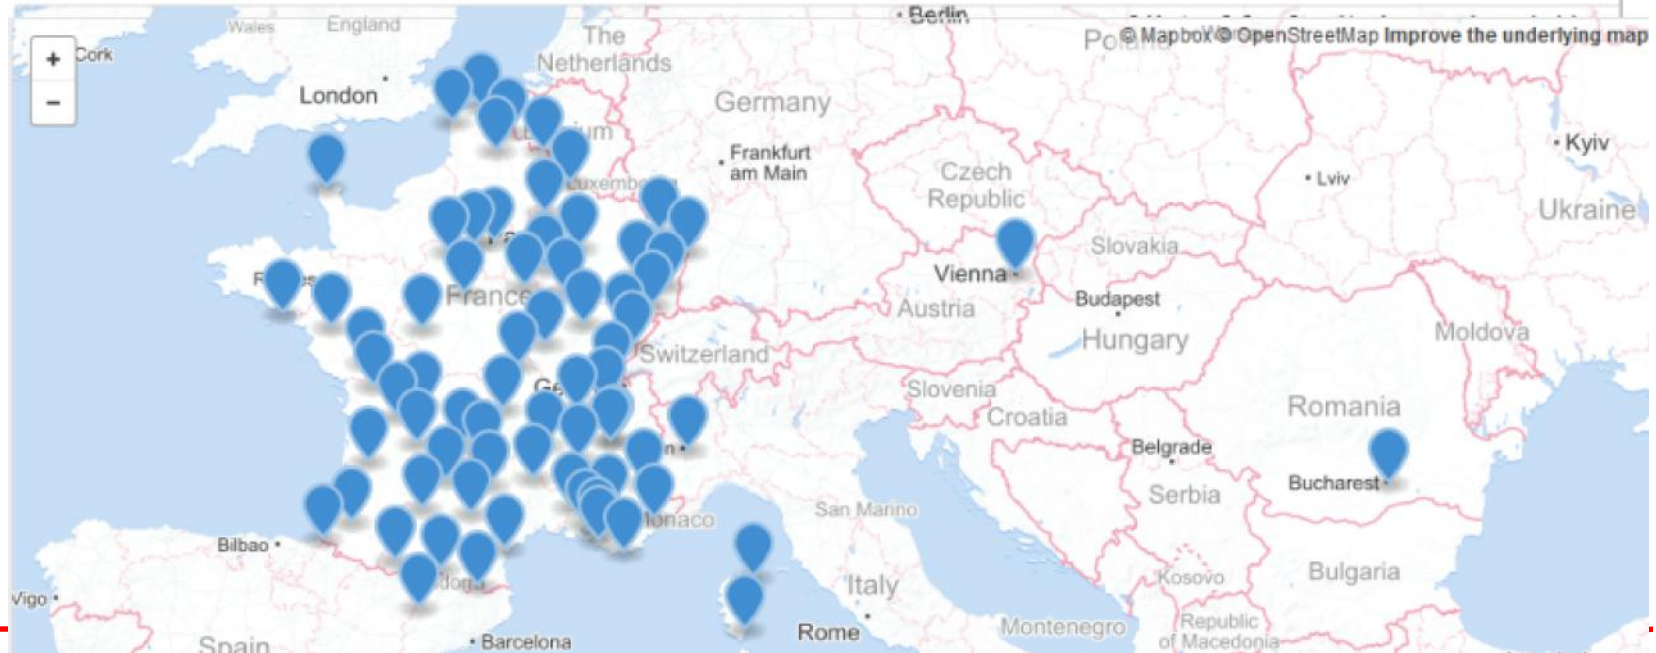 Berlin
Wales
England
The
Netherlands
© Mapbox © OpenStreetMap Improve the underlying map
+
Cork
−
London
Germany
Kyiv
Frankfurt
am Main
Czech
Republic
Lviv
Ukraine
Slovakia
Vienna
France
Budapest
Austria
Moldova
Hungary
Switzerland
Slovenia
Croatia
Romania
Belgrade
Bucharest
Serbia
San Marino
Bilbao
Bulgaria
Italy
Kosovo
Vigo
Montenegro
Republic
of Macedonia
Rome
Barcelona
Spain